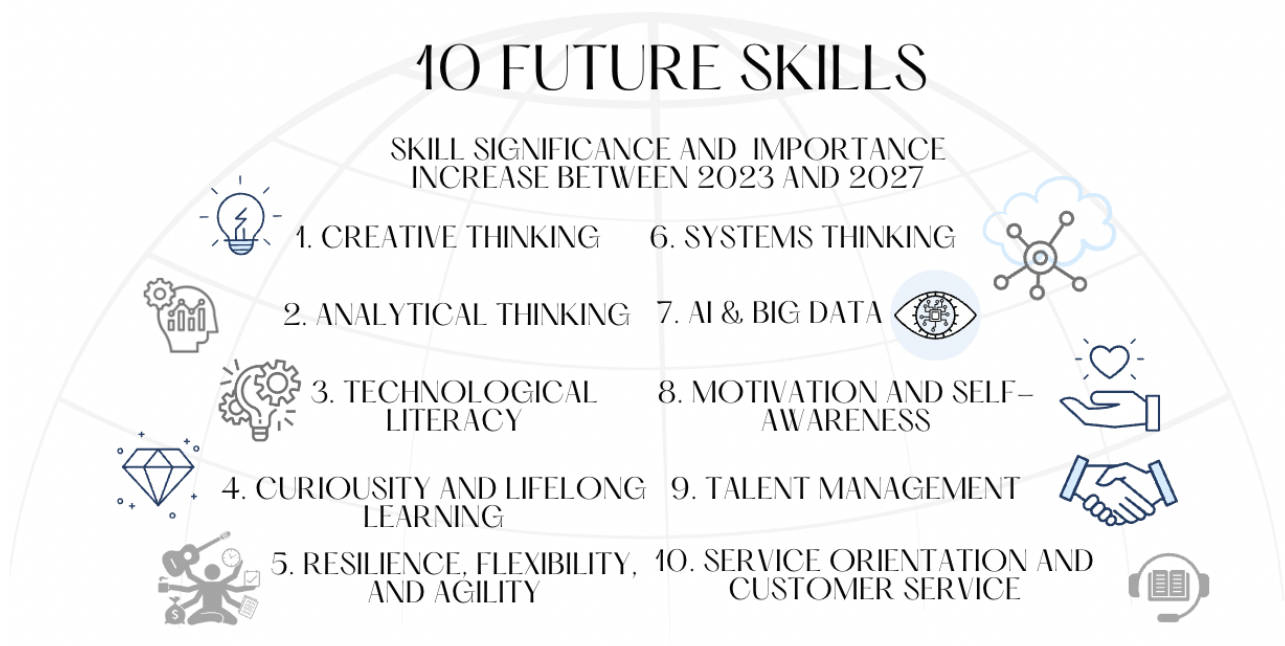 10 FUTURE SKILLS
SKILL SIGNIFICANCE AND IMPORTANCE
INCREASE BETWEEN 2023 AND 2027
1. CREATIVE THINKING
2. ANALYTICAL THINKING
3. TECHNOLOGICAL
LITERACY
4. CURIOUSITY AND LIFELONG
LEARNING
5. RESILIENCE, FLEXIBILITY,
AND AGILITY
6. SYSTEMS THINKING
7. AI & BIG DATA
8. MOTIVATION AND SELF-
AWARENESS
9. TALENT MANAGEMENT
10. SERVICE ORIENTATION AND
CUSTOMER SERVICE
$